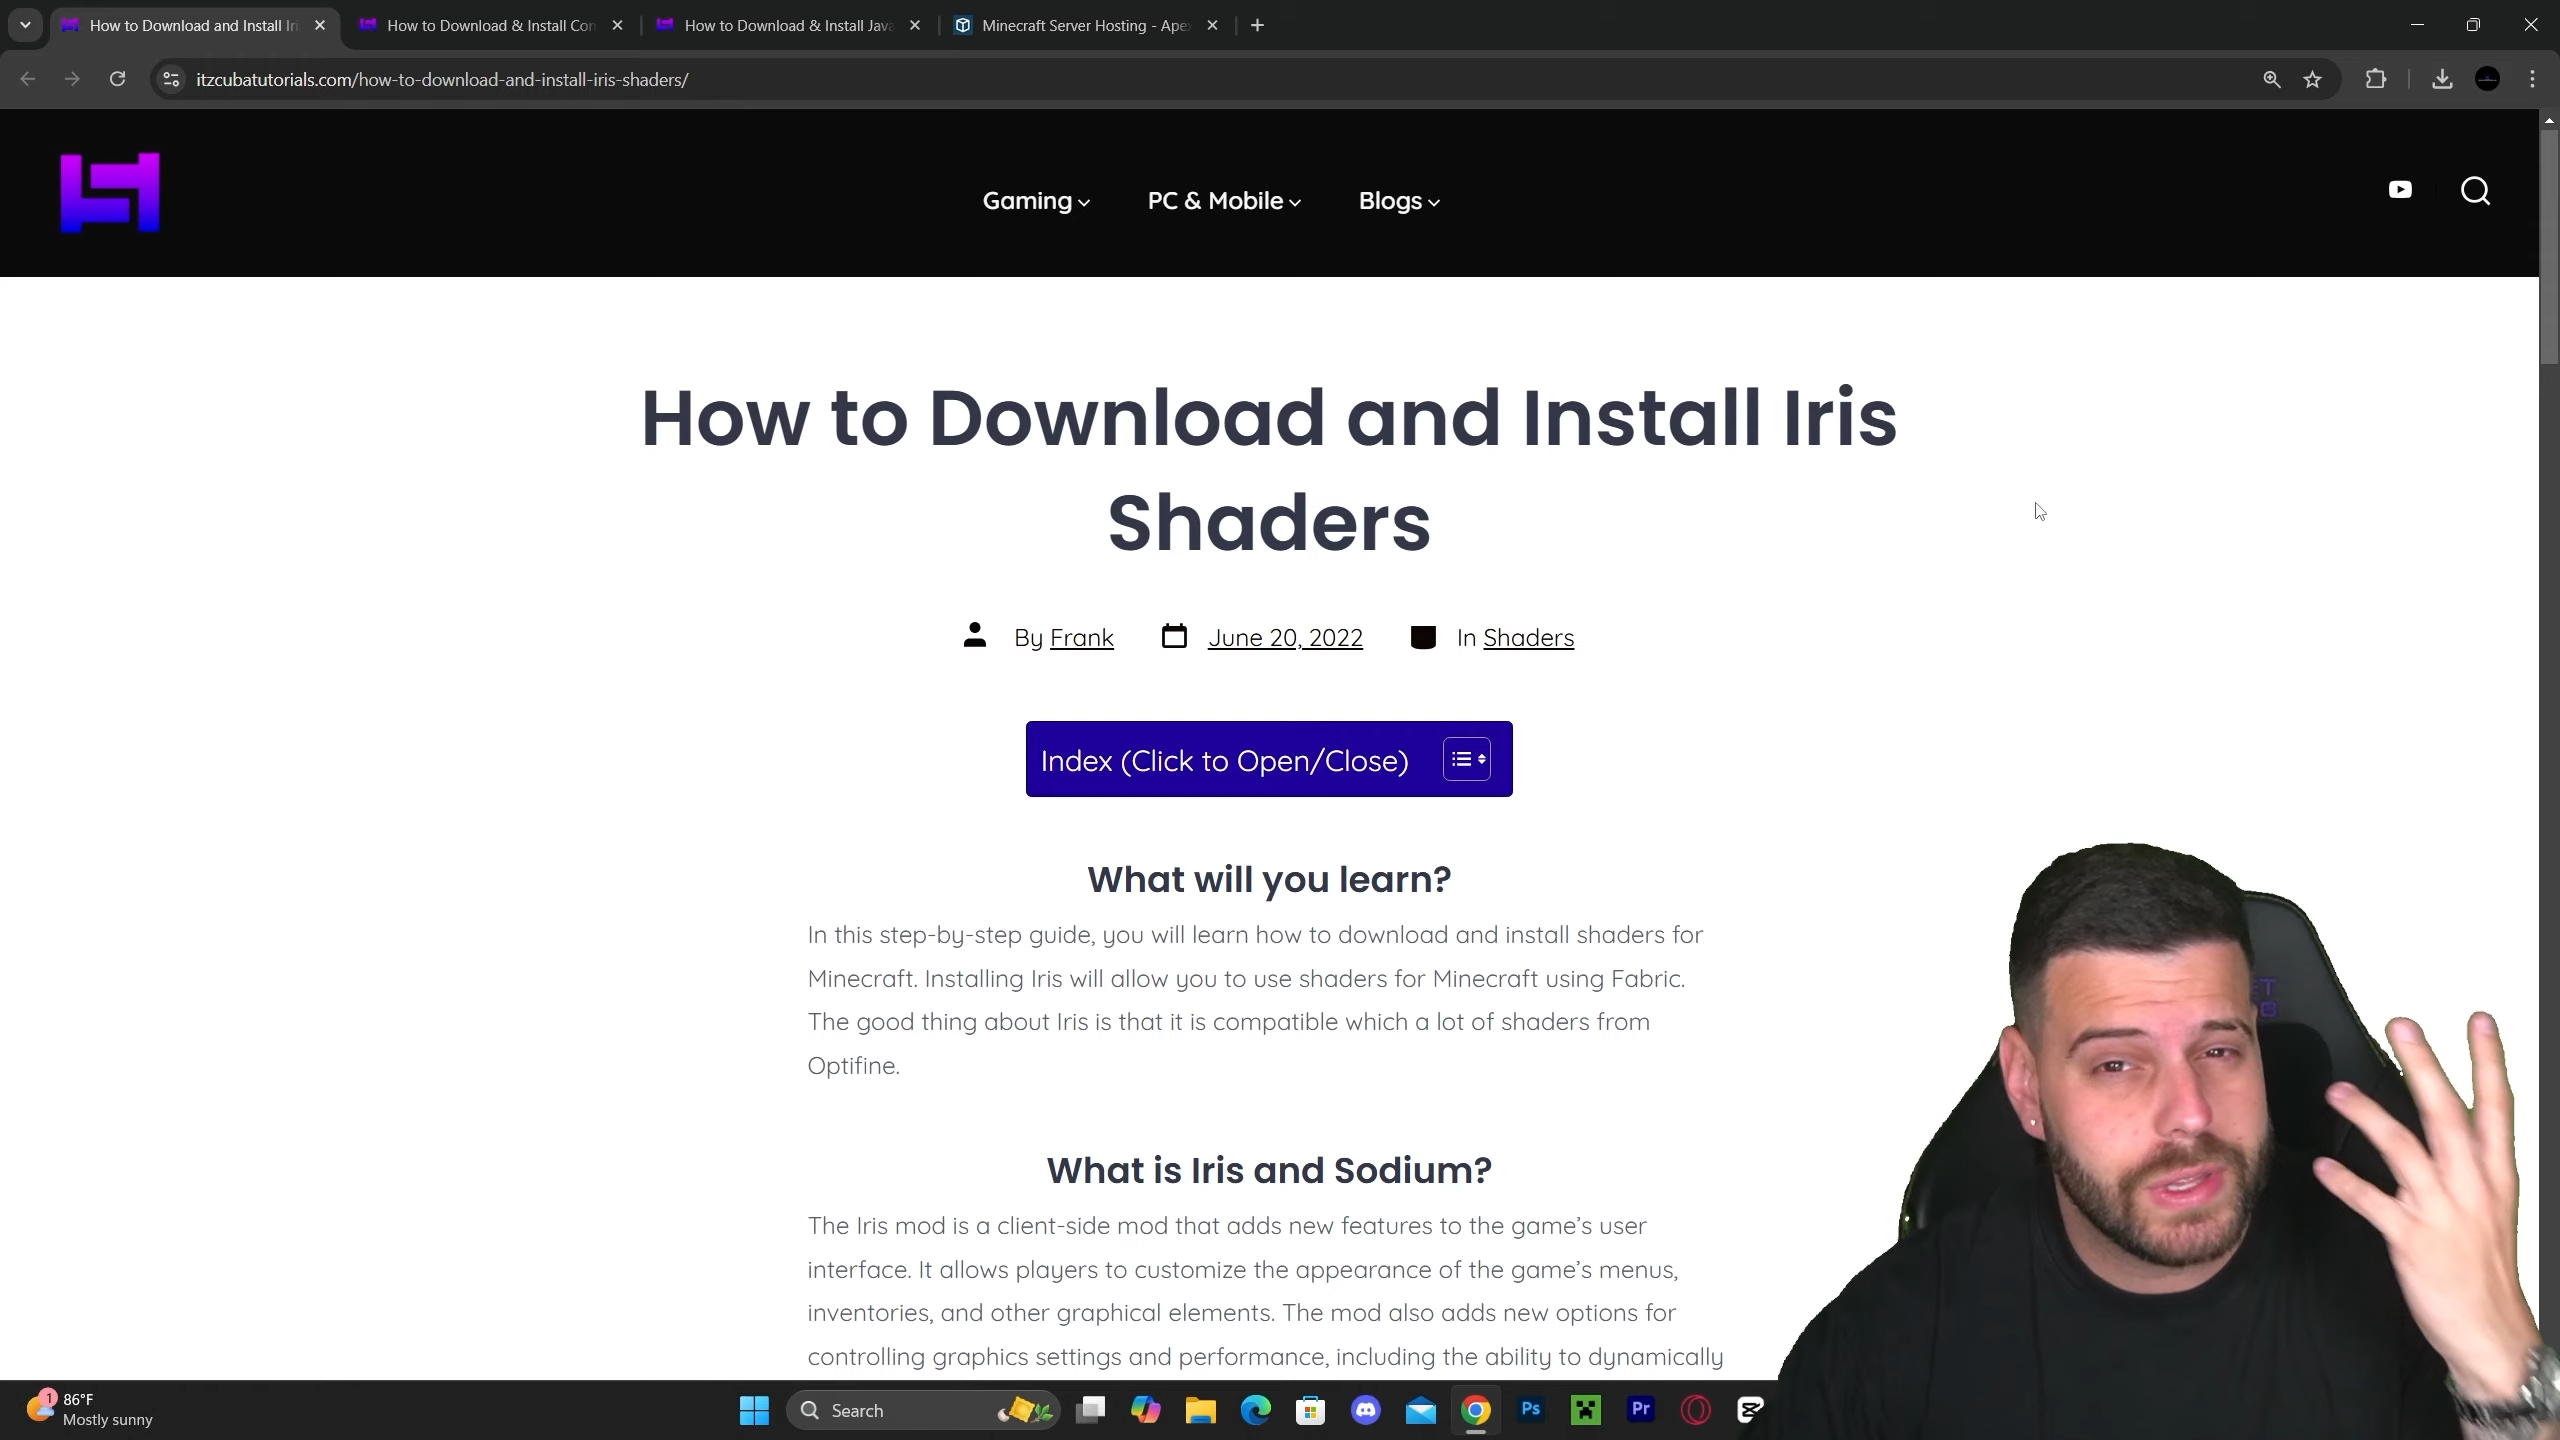 How to Download and Install Iri
How to Download & Install Con
How to Download & Install Java
Minecraft Server Hosting - Ape
itzcubatutorials.com/how-to-download-and-install-iris-shaders/
Gaming
PC & Mobile
Blogs
How to Download and Install Iris
Shaders
By Frank
June 20, 2022
In Shaders
Index (Click to Open/Close)
What will you learn?
In this step-by-step guide, you will learn how to download and install shaders for
Minecraft. Installing Iris will allow you to use shaders for Minecraft using Fabric.
The good thing about Iris is that it is compatible which a lot of shaders from
Optifine.
What is Iris and Sodium?
The Iris mod is a client-side mod that adds new features to the game’s user
interface. It allows players to customize the appearance of the game’s menus,
inventories, and other graphical elements. The mod also adds new options for
controlling graphics settings and performance, including the ability to dynamically
1
86°F
Mostly sunny
Search
Ps
Pr